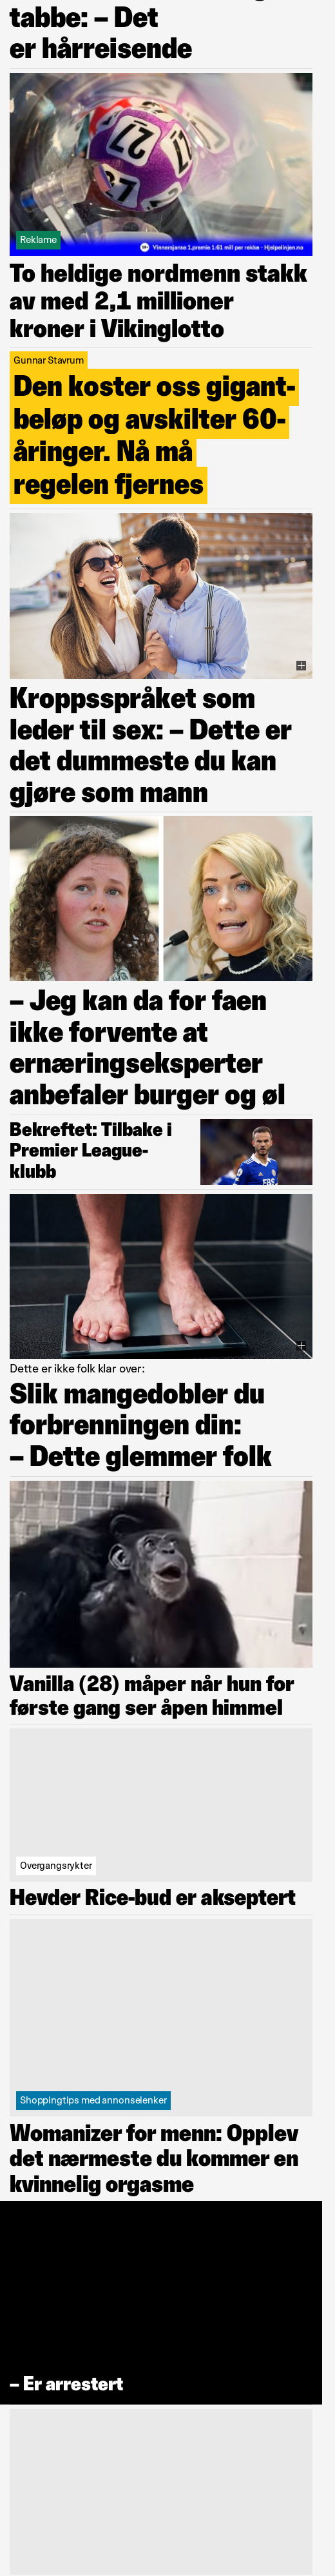 tabbe: – Det
er hårreisende
Reklame
18+ Vinnersjanse 1.premie 1:61 mill per rekke - Hjelpelinjen.no
To heldige nordmenn stakk
av med 2,1 millioner
kroner i Vikinglotto
Gunnar Stavrum
Den koster oss gigant-
beløp og avskilter 60-
åringer. Nå må
regelen fjernes
Kroppsspråket som
leder til sex: – Dette er
det dummeste du kan
gjøre som mann
– Jeg kan da for faen
ikke forvente at
ernæringseksperter
anbefaler burger og øl
Bekreftet: Tilbake i
Premier League-
klubb
FBS
Dette er ikke folk klar over:
Slik mangedobler du
forbrenningen din:
– Dette glemmer folk
Vanilla (28) måper når hun for
første gang ser åpen himmel
Overgangsrykter
Hevder Rice-bud er akseptert
Shoppingtips med annonselenker
Womanizer for menn: Opplev
det nærmeste du kommer en
kvinnelig orgasme
– Er arrestert